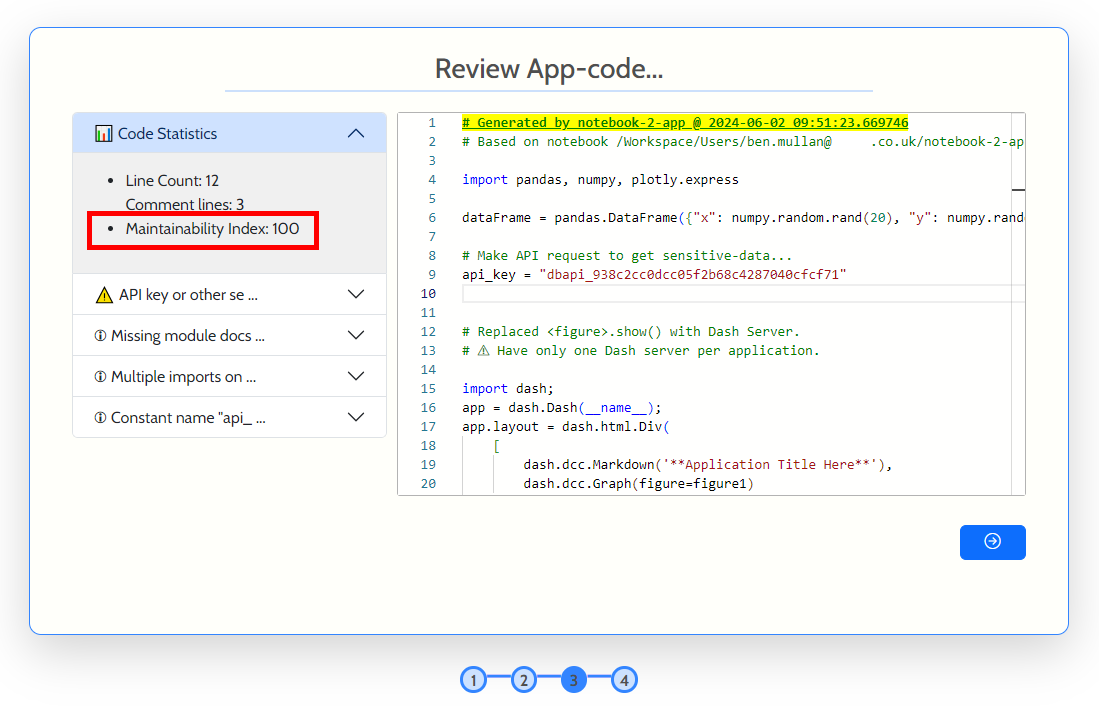 Review App-code...
Code Statistics
Line Count: 12
Comment lines: 3
Maintainability Index: 100
API key or other se ...
Missing module docs ...
Multiple imports on ...
Constant name "api_ ...
1 # Generated by notebook-2-app @ 2024-06-02 09:51:23.669746
2 # Based on notebook /Workspace/Users/ben.mullan@ .co.uk/notebook-2-ap
3
4 import pandas, numpy, plotly.express
5
6 dataFrame = pandas.DataFrame({"x": numpy.random.rand(20), "y": numpy.rand
7
8 # Make API request to get sensitive-data...
9 api_key = "dbapi_938c2cc0dcc05f2b68c4287040cfcf71"
10
11
12 # Replaced <figure>.show() with Dash Server.
13 # ⚠ Have only one Dash server per application.
14
15 import dash;
16 app = dash.Dash(__name__);
17 app.layout = dash.html.Div(
18 [
19 dash.dcc.Markdown('**Application Title Here**'),
20 dash.dcc.Graph(figure=figure1)
1 2 3 4